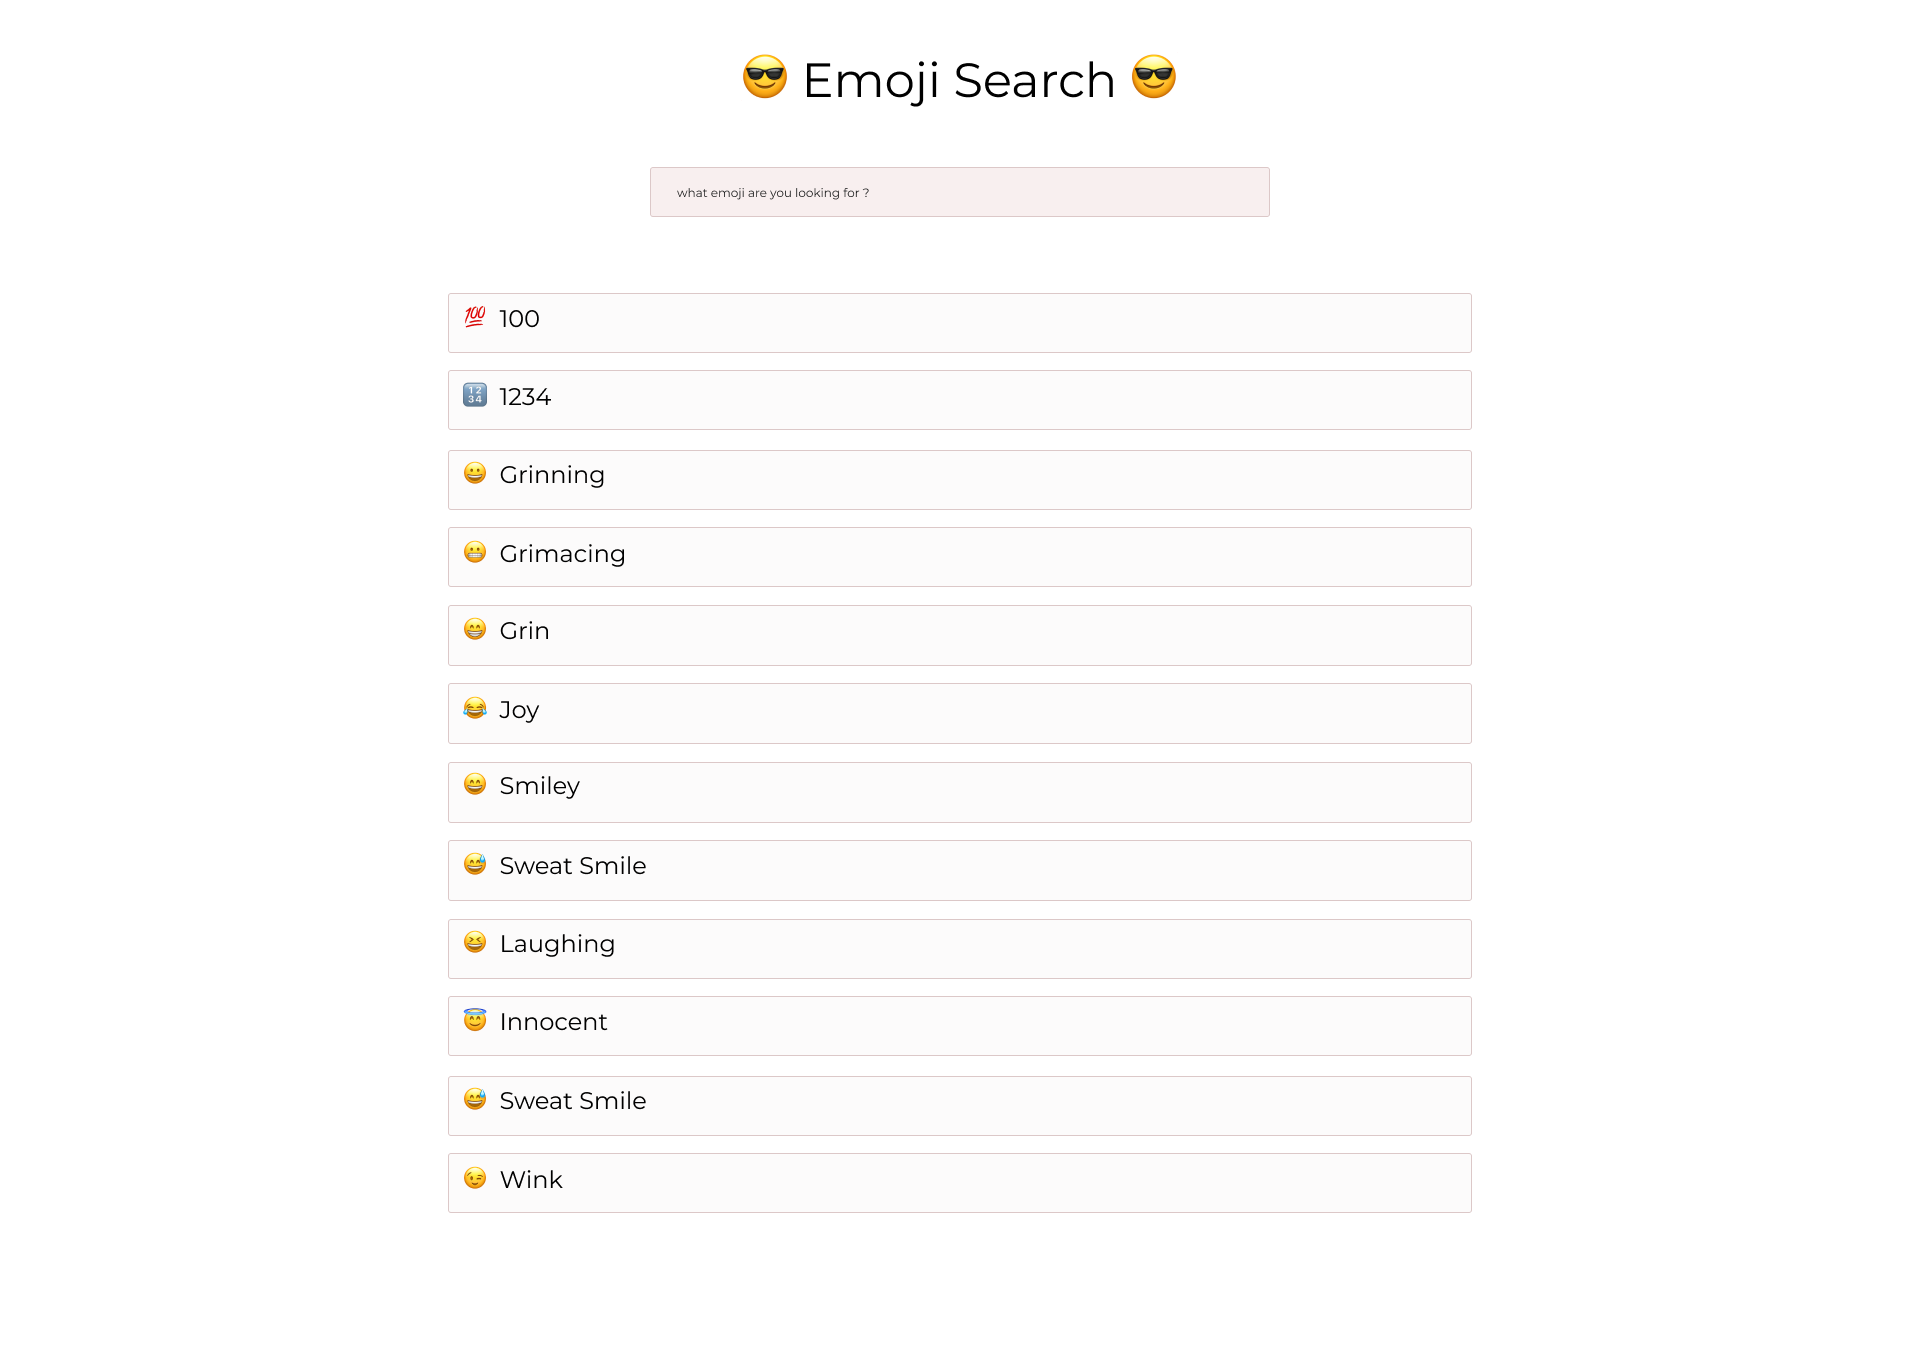 😎 Emoji Search 😎
what emoji are you looking for ?
💯 100
🔢 1234
😀 Grinning
😬 Grimacing
😁 Grin
😂 Joy
😄 Smiley
😅 Sweat Smile
😆 Laughing
😇 Innocent
😅 Sweat Smile
😉 Wink